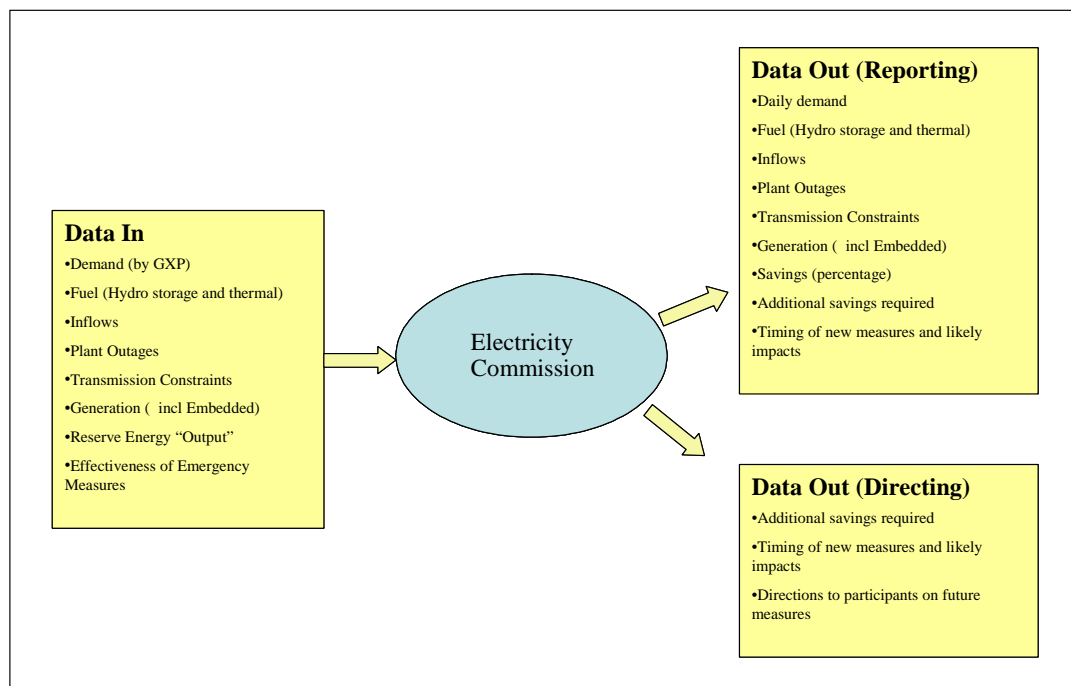 Data In
•Demand (by GXP)
•Fuel (Hydro storage and thermal)
•Inflows
•Plant Outages
•Transmission Constraints
•Generation ( incl Embedded)
•Reserve Energy “Output”
•Effectiveness of Emergency
Measures
Electricity
Commission
Data Out (Reporting)
•Daily demand
•Fuel (Hydro storage and thermal)
•Inflows
•Plant Outages
•Transmission Constraints
•Generation ( incl Embedded)
•Savings (percentage)
•Additional savings required
•Timing of new measures and likely
impacts
Data Out (Directing)
•Additional savings required
•Timing of new measures and likely
impacts
•Directions to participants on future
measures